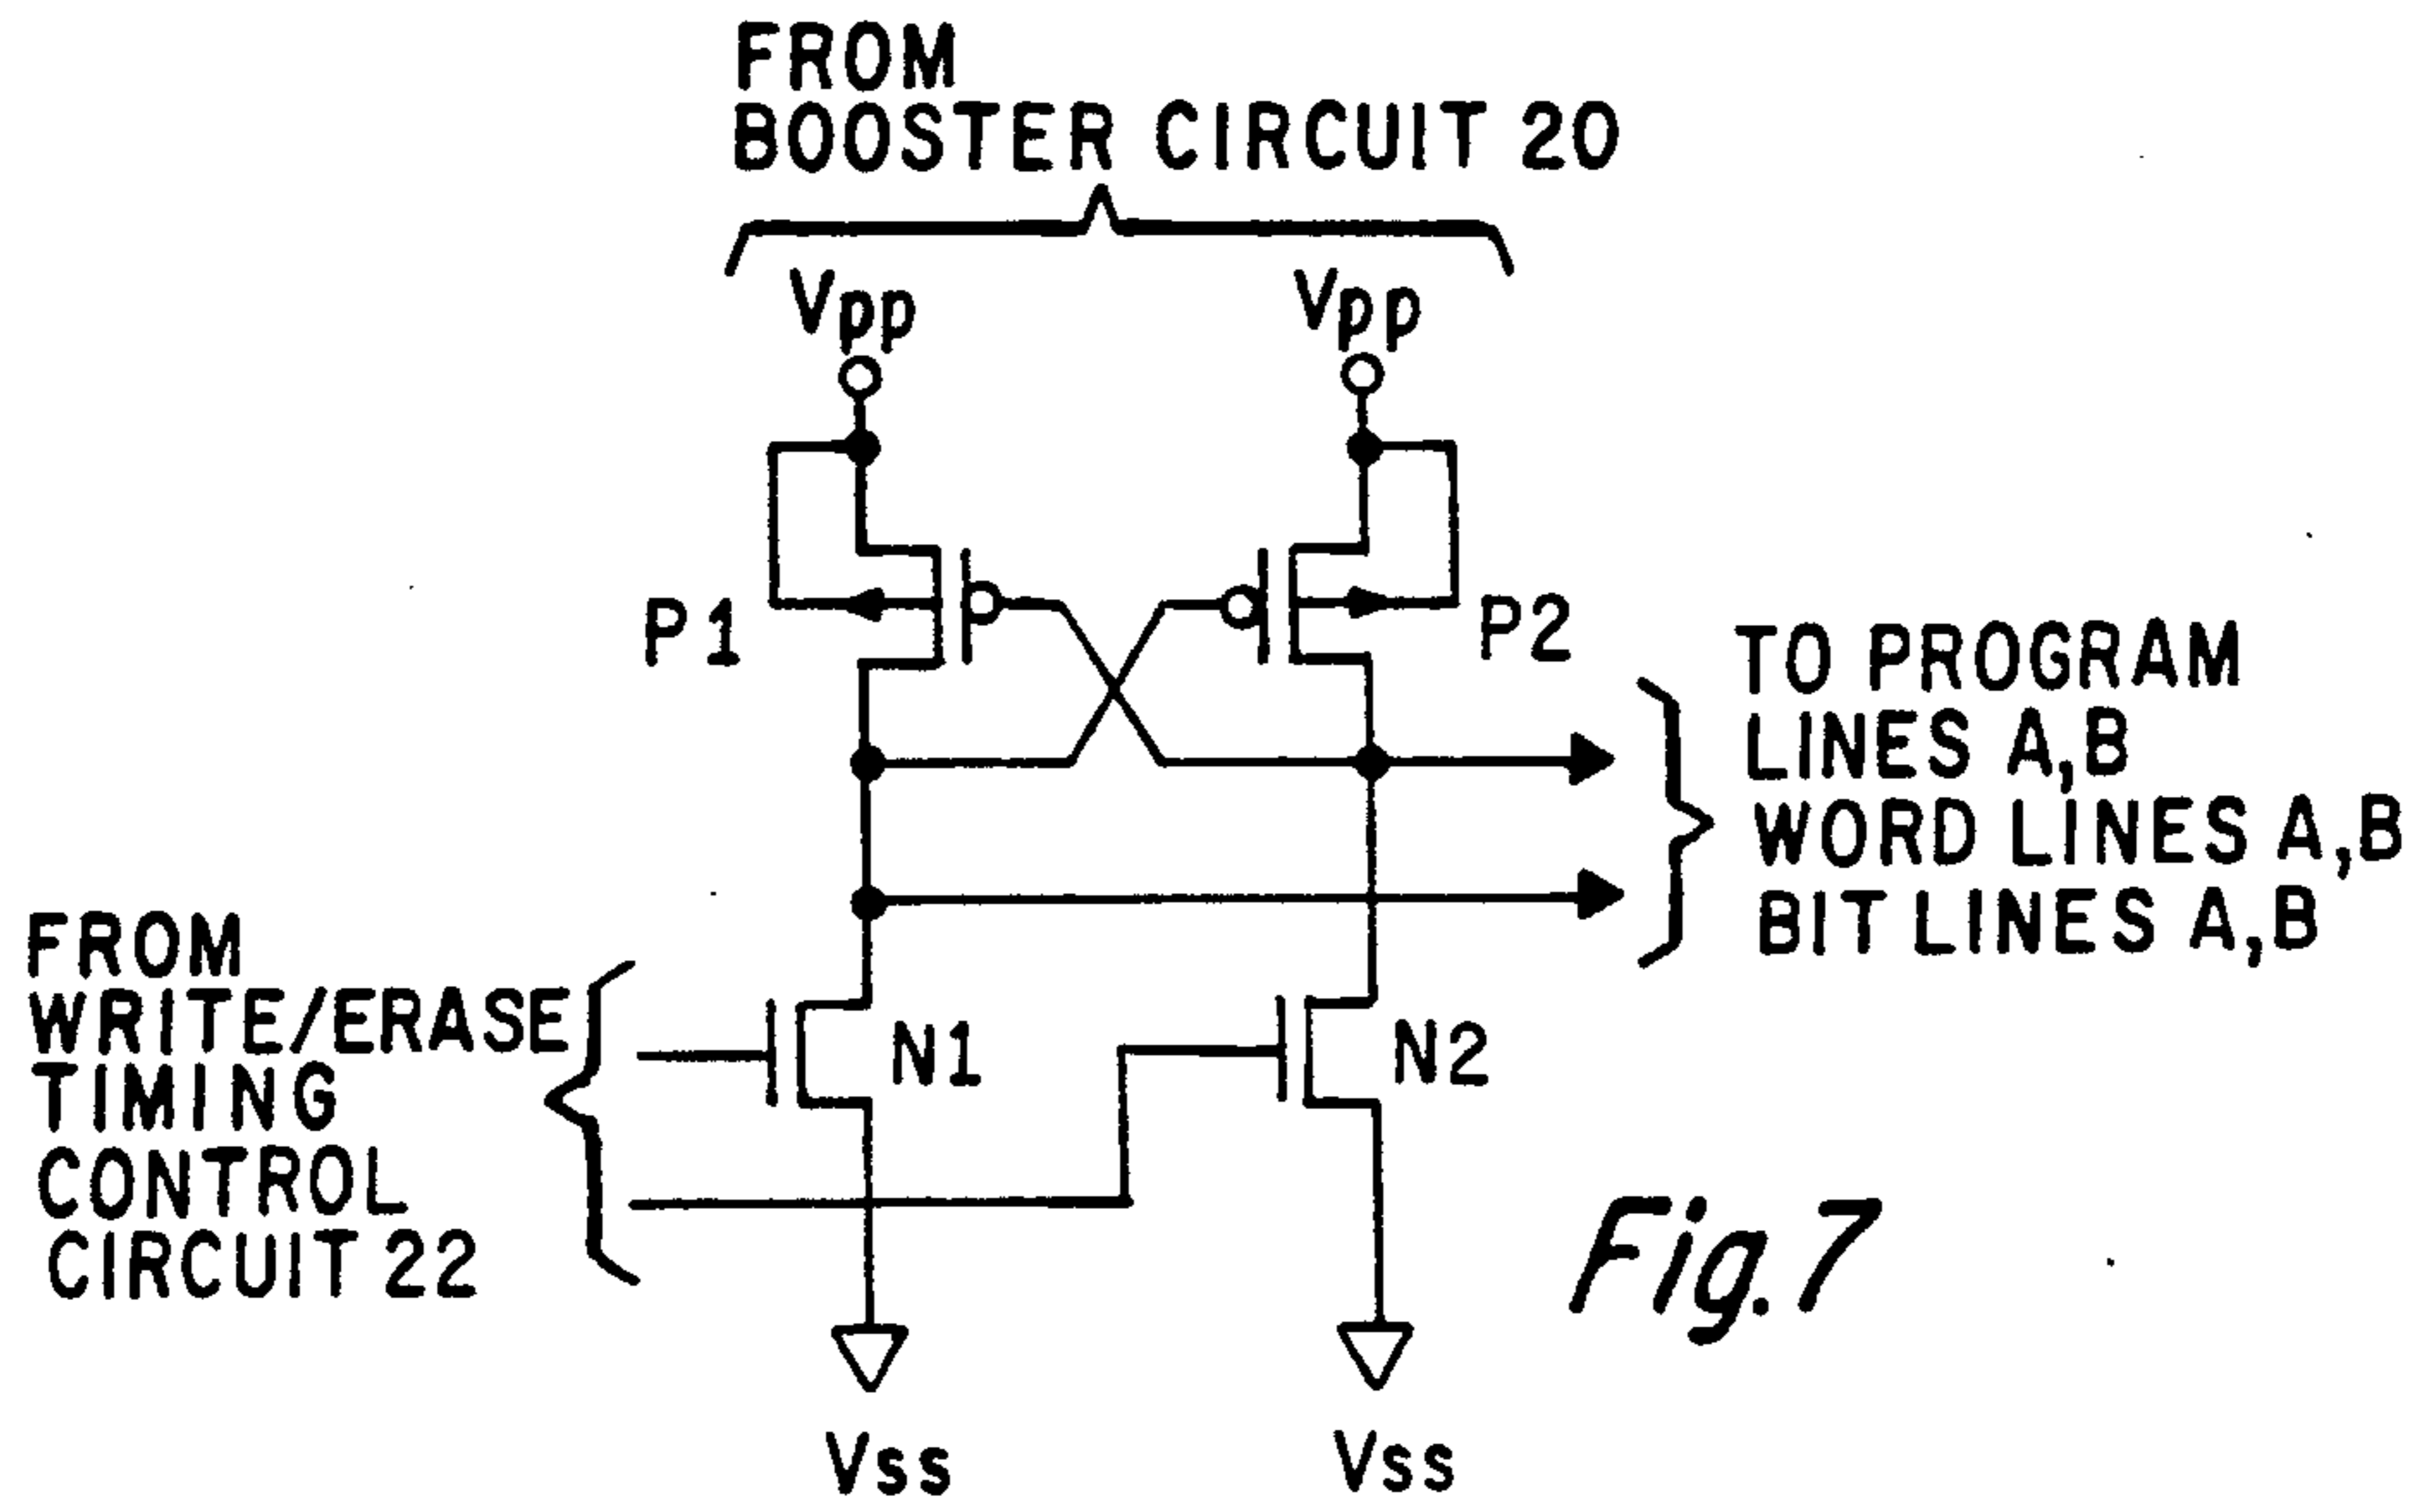 FROM
BOOSTER CIRCUIT 20
Vpp
Vpp
P1
P2
TO PROGRAM
LINES A,B
WORD LINES A,B
BIT LINES A,B
FROM
WRITE/ERASE
TIMING
CONTROL
CIRCUIT 22
N1
N2
Fig.7
Vss
Vss